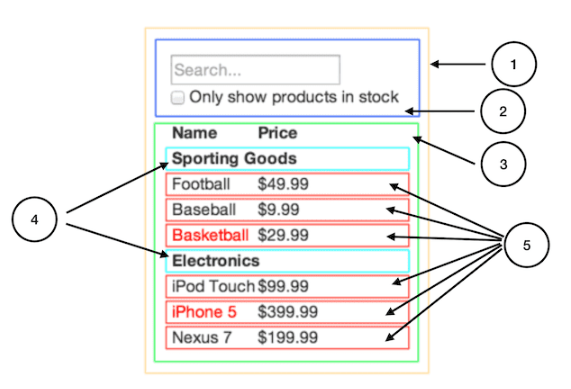 1
Search...
Only show products in stock
2
Name Price
3
Sporting Goods
Football $49.99
Baseball $9.99
4
Basketball $29.99
5
Electronics
iPod Touch $99.99
iPhone 5 $399.99
Nexus 7 $199.99